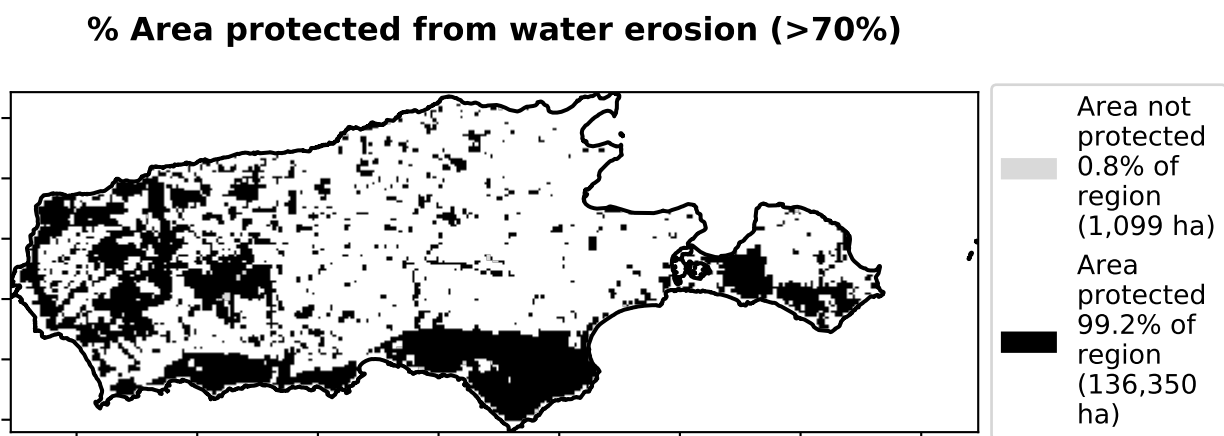 % Area protected from water erosion (>70%)
Area not
protected
0.8% of
region
(1,099 ha)
Area
protected
99.2% of
region
(136,350
ha)